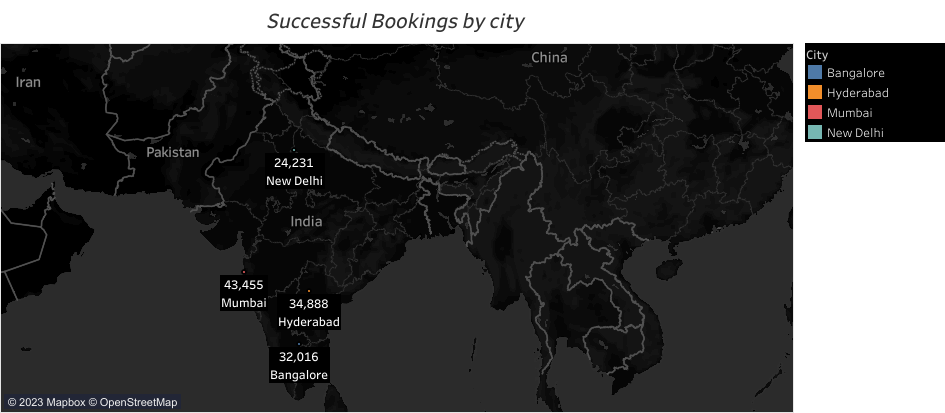 Successful Bookings by city
Iran
China
Pakistan
24,231
New Delhi
India
43,455
Mumbai
34,888
Hyderabad
32,016
Bangalore
© 2023 Mapbox © OpenStreetMap
City
Bangalore
Hyderabad
Mumbai
New Delhi